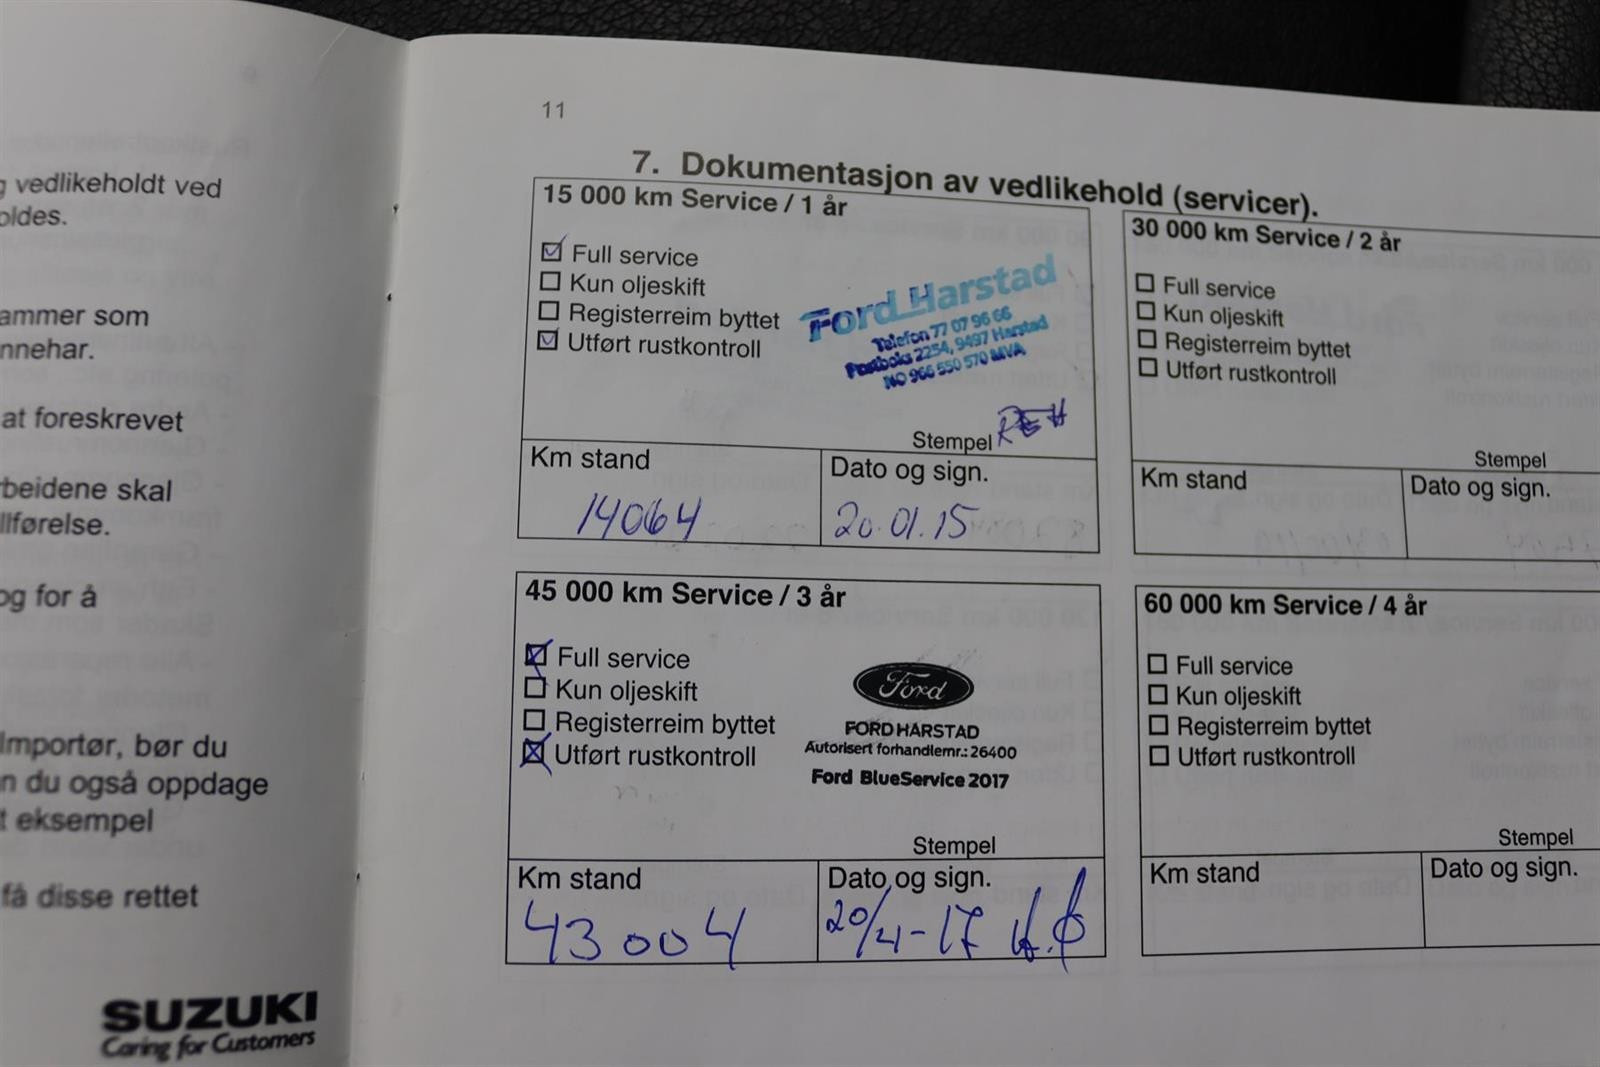 g vedlikeholdt ved
oldes.
ammer som
nnehar.
at foreskrevet
beidene skal
llførelse.
og for å
Importør, bør du
n du også oppdage
t eksempel
få disse rettet
SUZUKI
Caring for Customers
11
7. Dokumentasjon av vedlikehold (servicer).
15 000 km Service / 1 år
Full service
Kun oljeskift
Registerreim byttet
Utført rustkontroll
Ford Harstad
Telefon 77 07 96 66
Postboks 2254, 9497 Harstad
NO 966 550 570 MVA
Stempel
Km stand
14064
Dato og sign.
20.01.15
30 000 km Service / 2 år
Full service
Kun oljeskift
Registerreim byttet
Utført rustkontroll
Stempel
Km stand
Dato og sign.
45 000 km Service / 3 år
Full service
Kun oljeskift
Registerreim byttet
Utført rustkontroll
Ford
FORD HARSTAD
Autorisert forhandlernr.: 26400
Ford BlueService 2017
Stempel
Km stand
43004
Dato og sign.
20/4-17
60 000 km Service / 4 år
Full service
Kun oljeskift
Registerreim byttet
Utført rustkontroll
Stempel
Km stand
Dato og sign.